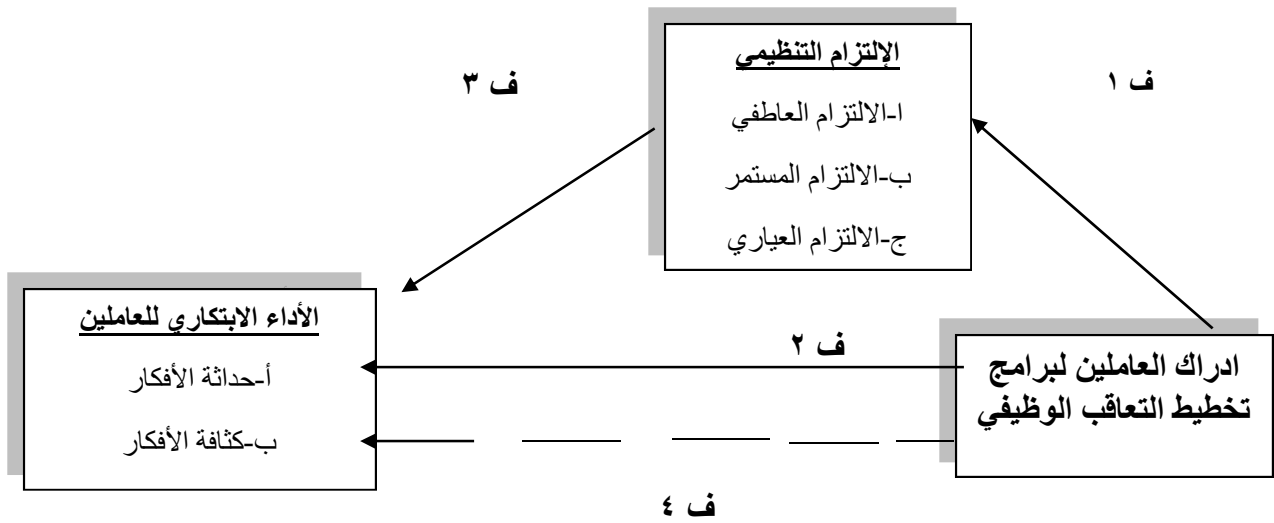 ف ١
الإلتزام التنظيمي
ا-الالتزام العاطفي
ب-الالتزام المستمر
ج-الالتزام العياري
ف ٣
ادراك العاملين لبرامج
تخطيط التعاقب الوظيفي
ف ٢
الأداء الابتكاري للعاملين
أ-حداثة الأفكار
ب-كثافة الأفكار
ف ٤